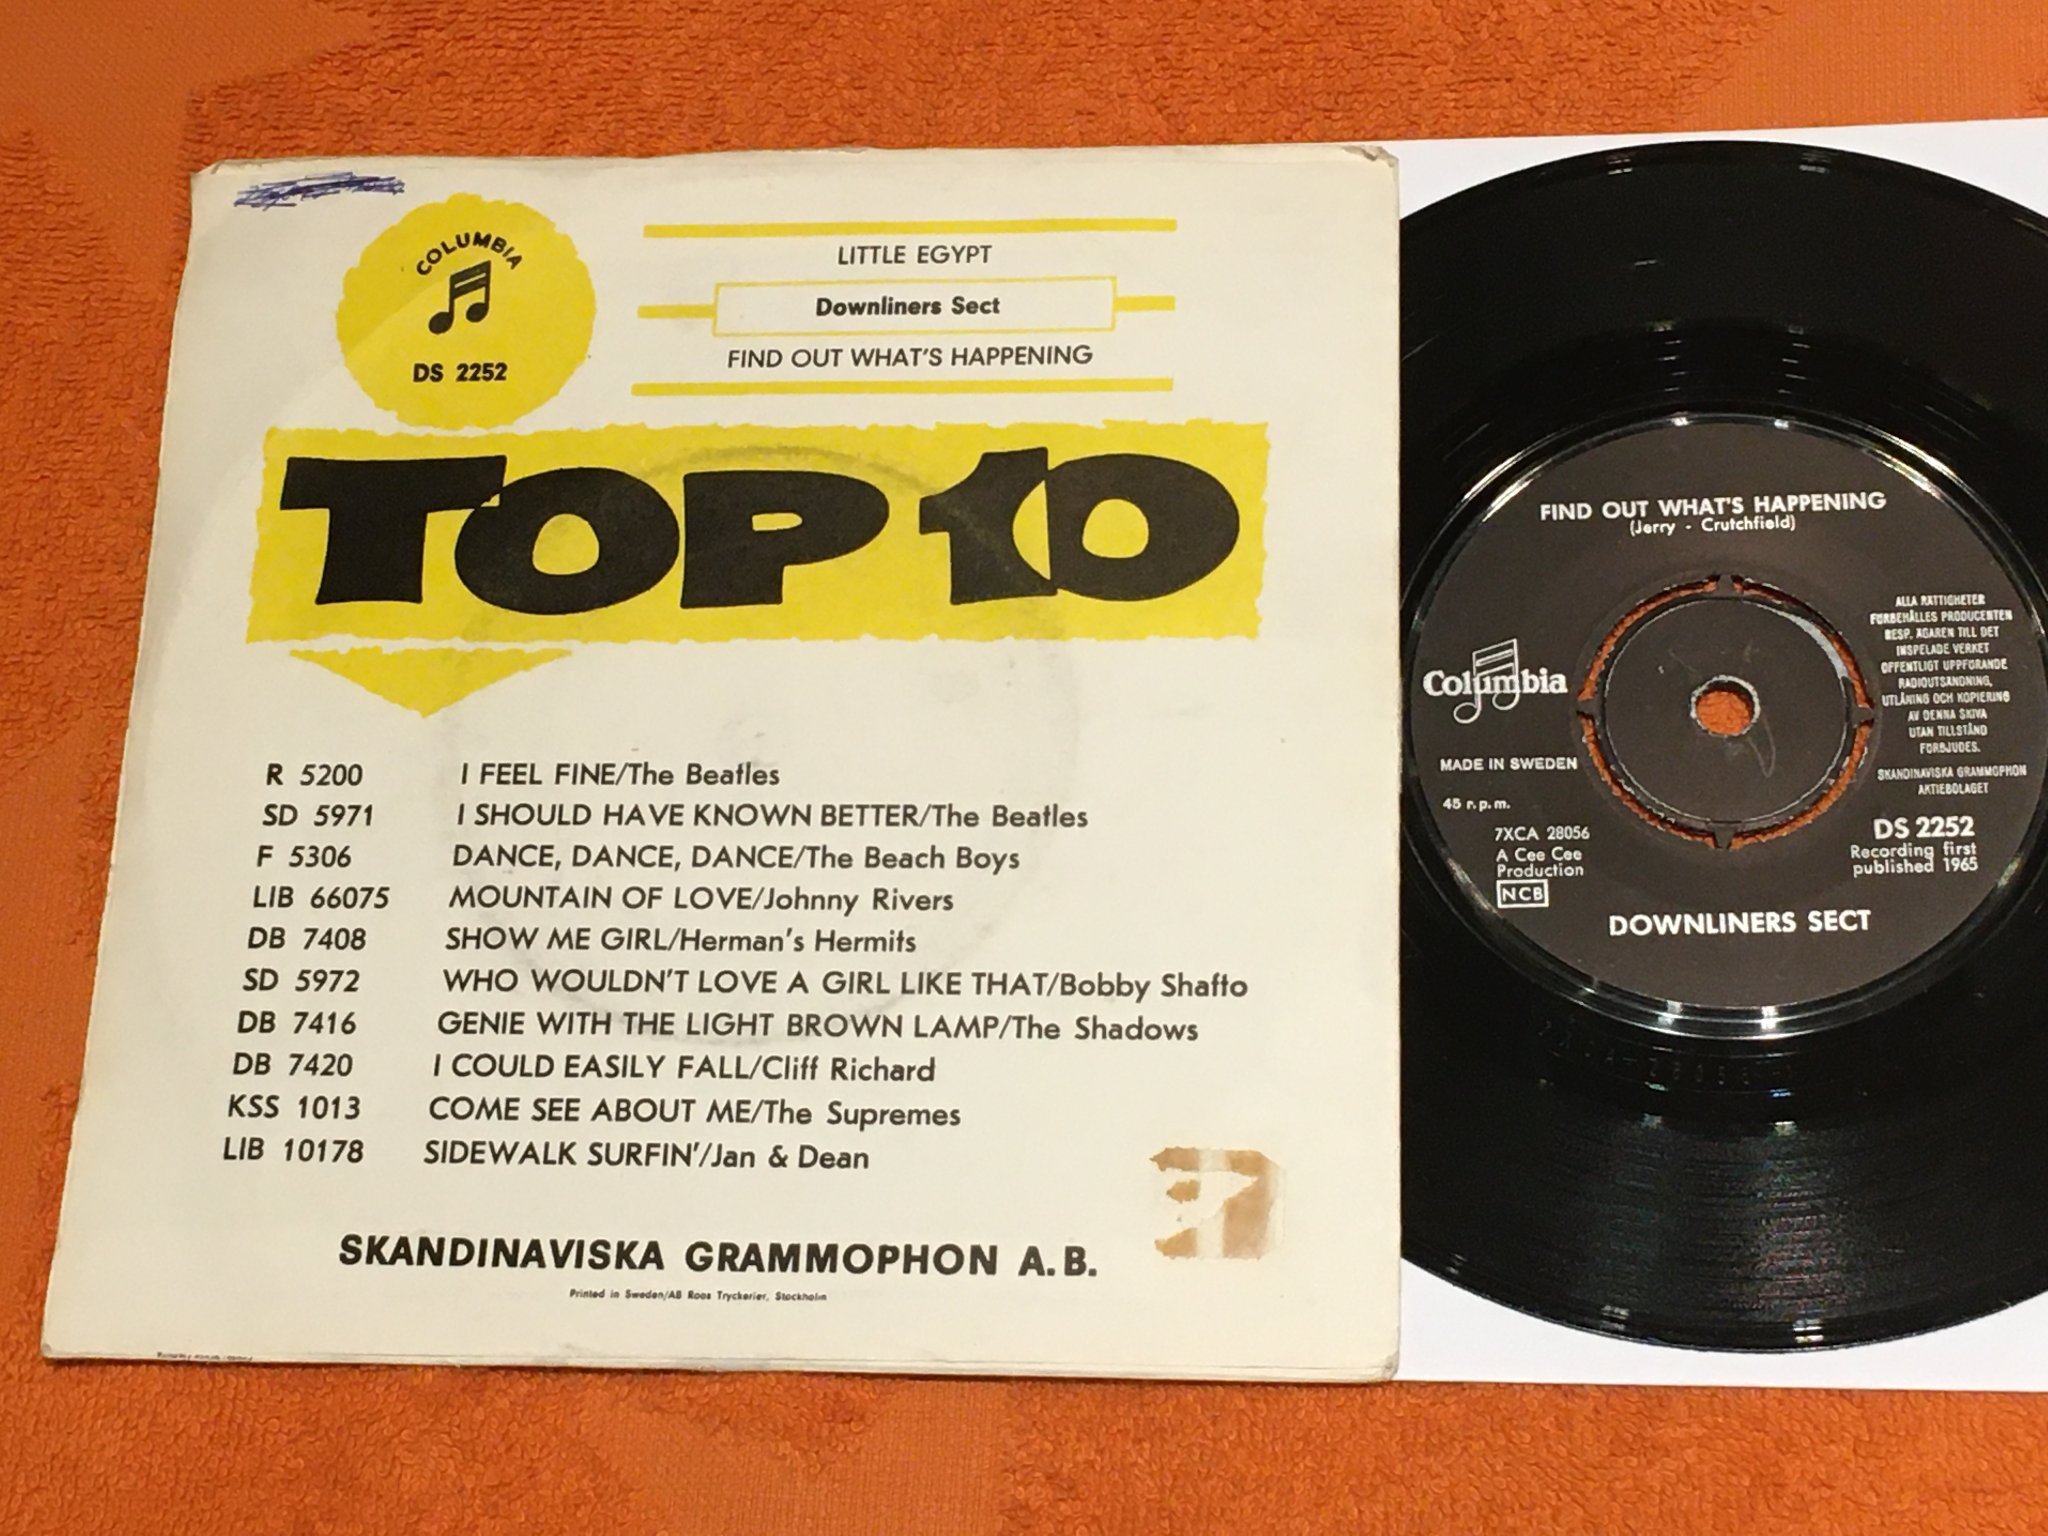 COLUMBIA
DS 2252
LITTLE EGYPT
Downliners Sect
FIND OUT WHAT'S HAPPENING
TOP 10
R 5200 I FEEL FINE/The Beatles
SD 5971 I SHOULD HAVE KNOWN BETTER/The Beatles
F 5306 DANCE, DANCE, DANCE/The Beach Boys
LIB 66075 MOUNTAIN OF LOVE/Johnny Rivers
DB 7408 SHOW ME GIRL/Herman's Hermits
SD 5972 WHO WOULDN'T LOVE A GIRL LIKE THAT/Bobby Shafto
DB 7416 GENIE WITH THE LIGHT BROWN LAMP/The Shadows
DB 7420 I COULD EASILY FALL/Cliff Richard
KSS 1013 COME SEE ABOUT ME/The Supremes
LIB 10178 SIDEWALK SURFIN'/Jan & Dean
SKANDINAVISKA GRAMMOPHON A.B.
Printed in Sweden/AB Roos Tryckerier, Stockholm
FIND OUT WHAT'S HAPPENING
(Jerry - Crutchfield)
Columbia
MADE IN SWEDEN
45 r.p.m.
7XCA 28056
A Cee Cee
Production
NCB
ALLA RÄTTIGHETER
FÖRBEHÅLLES PRODUCENTEN
RESP. ÄGAREN TILL DET
INSPELADE VERKET
OFFENTLIGT UPPFÖRANDE
RADIOUTSÄNDNING,
UTLÅNING OCH KOPIERING
AV DENNA SKIVA
UTAN TILLSTÅND
FÖRBJUDES.
SKANDINAVISKA GRAMMOPHON
AKTIEBOLAGET
DS 2252
Recording first
published 1965
DOWNLINERS SECT